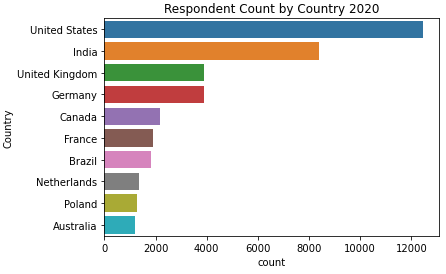 Respondent Count by Country 2020
Country
United States
India
United Kingdom
Germany
Canada
France
Brazil
Netherlands
Poland
Australia
0 2000 4000 6000 8000 10000 12000
count